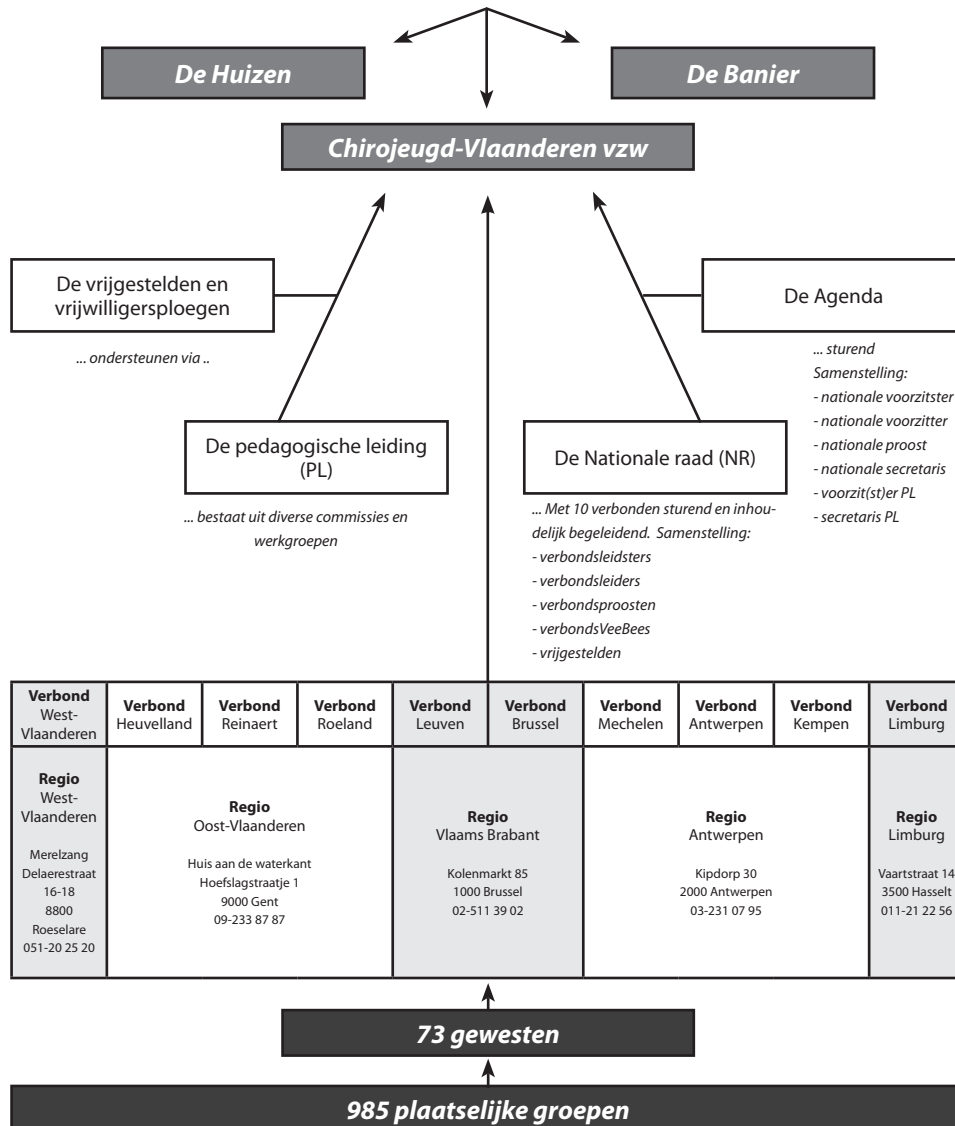 De Huizen
De Banier
Chirojeugd-Vlaanderen vzw
De vrijgestelden en
vrijwilligersploegen
... ondersteunen via ..
De Agenda
... sturend
Samenstelling:
- nationale voorzitster
- nationale voorzitter
- nationale proost
- nationale secretaris
- voorzit(st)er PL
- secretaris PL
De pedagogische leiding
(PL)
... bestaat uit diverse commissies en
werkgroepen
De Nationale raad (NR)
... Met 10 verbonden sturend en inhou-
delijk begeleidend. Samenstelling:
- verbondsleidsters
- verbondsleiders
- verbondsproosten
- verbondsVeeBees
- vrijgestelden
Verbond
West-
Vlaanderen
Verbond
Heuvelland
Verbond
Reinaert
Verbond
Roeland
Verbond
Leuven
Verbond
Brussel
Verbond
Mechelen
Verbond
Antwerpen
Verbond
Kempen
Verbond
Limburg
Regio
West-
Vlaanderen
Merelzang
Delaerestraat
16-18
8800
Roeselare
051-20 25 20
Regio
Oost-Vlaanderen
Huis aan de waterkant
Hoefslagstraatje 1
9000 Gent
09-233 87 87
Regio
Vlaams Brabant
Kolenmarkt 85
1000 Brussel
02-511 39 02
Regio
Antwerpen
Kipdorp 30
2000 Antwerpen
03-231 07 95
Regio
Limburg
Vaartstraat 14
3500 Hasselt
011-21 22 56
73 gewesten
985 plaatselijke groepen